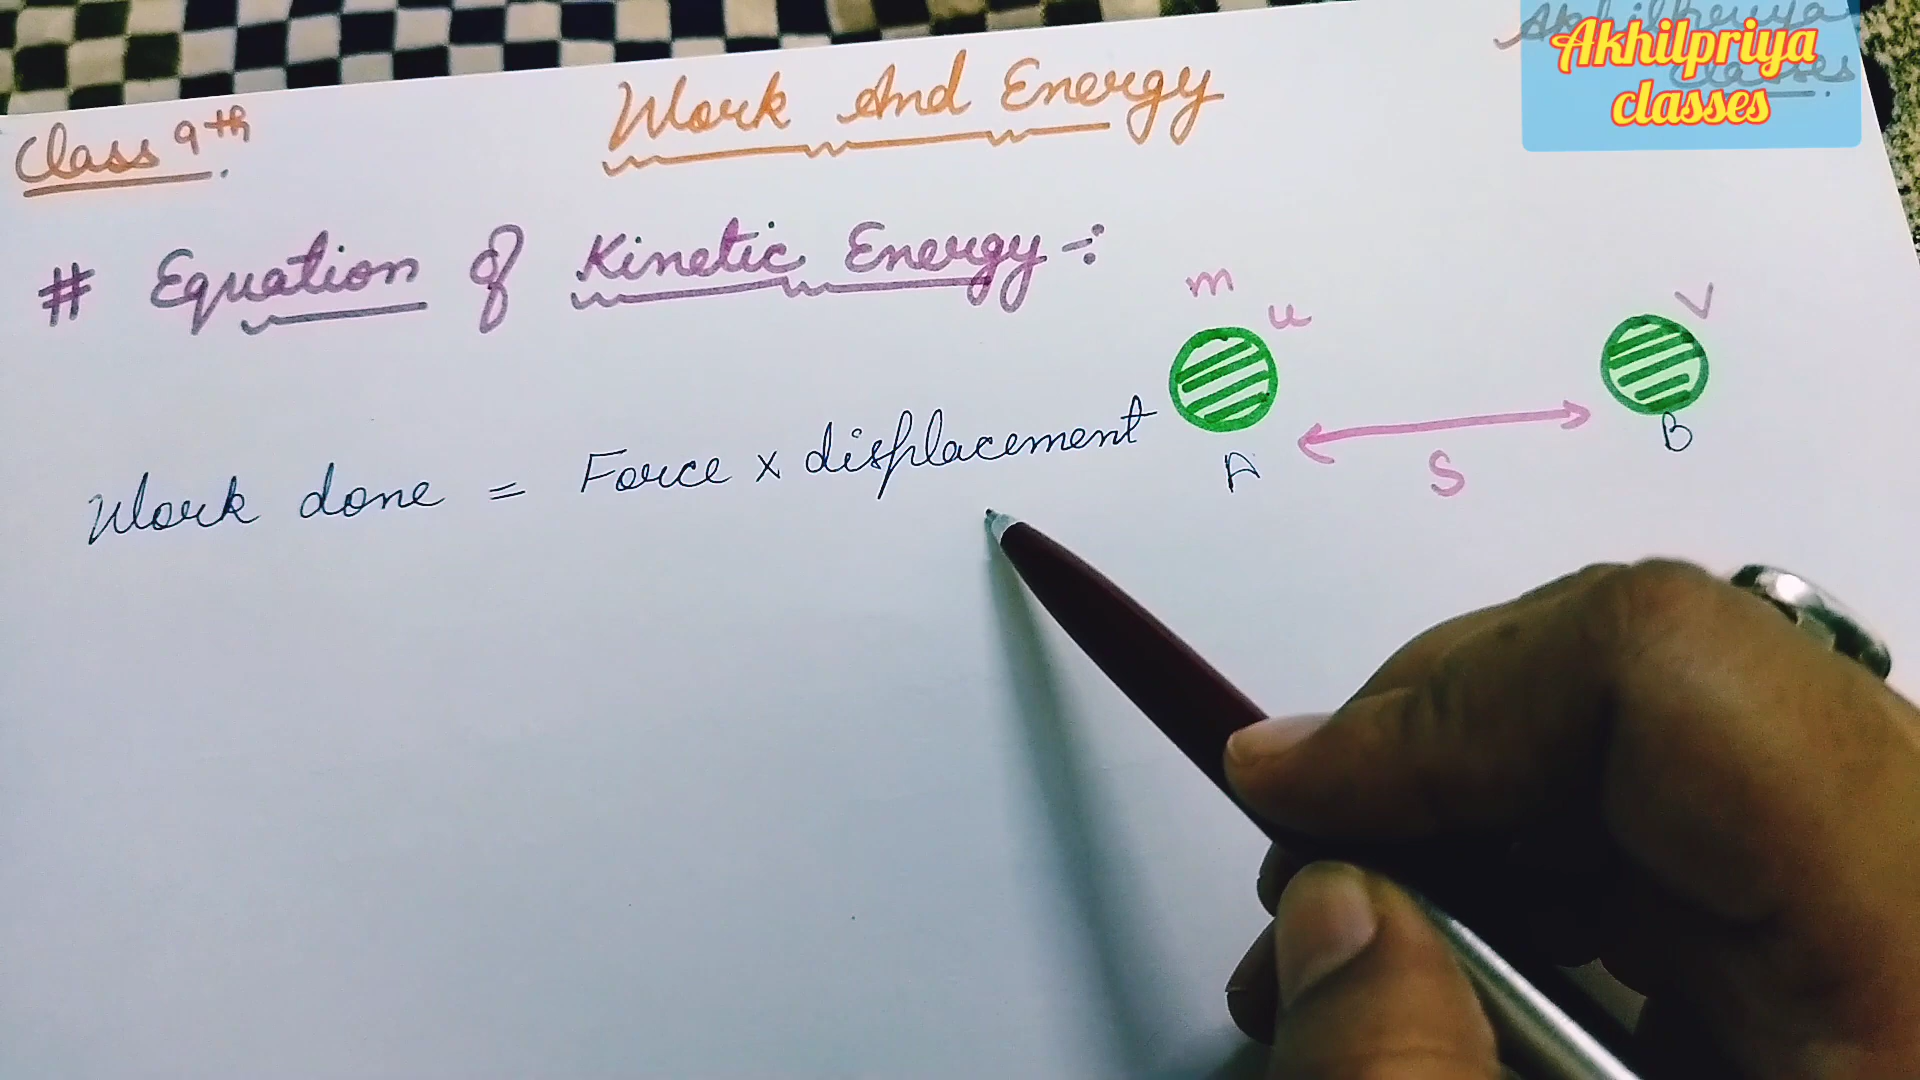 Akhilpriya
classes
Work And Energy
Class 9th.
# Equation of Kinetic Energy :-
m
u
V
Work done = Force x displacement
A
S
B